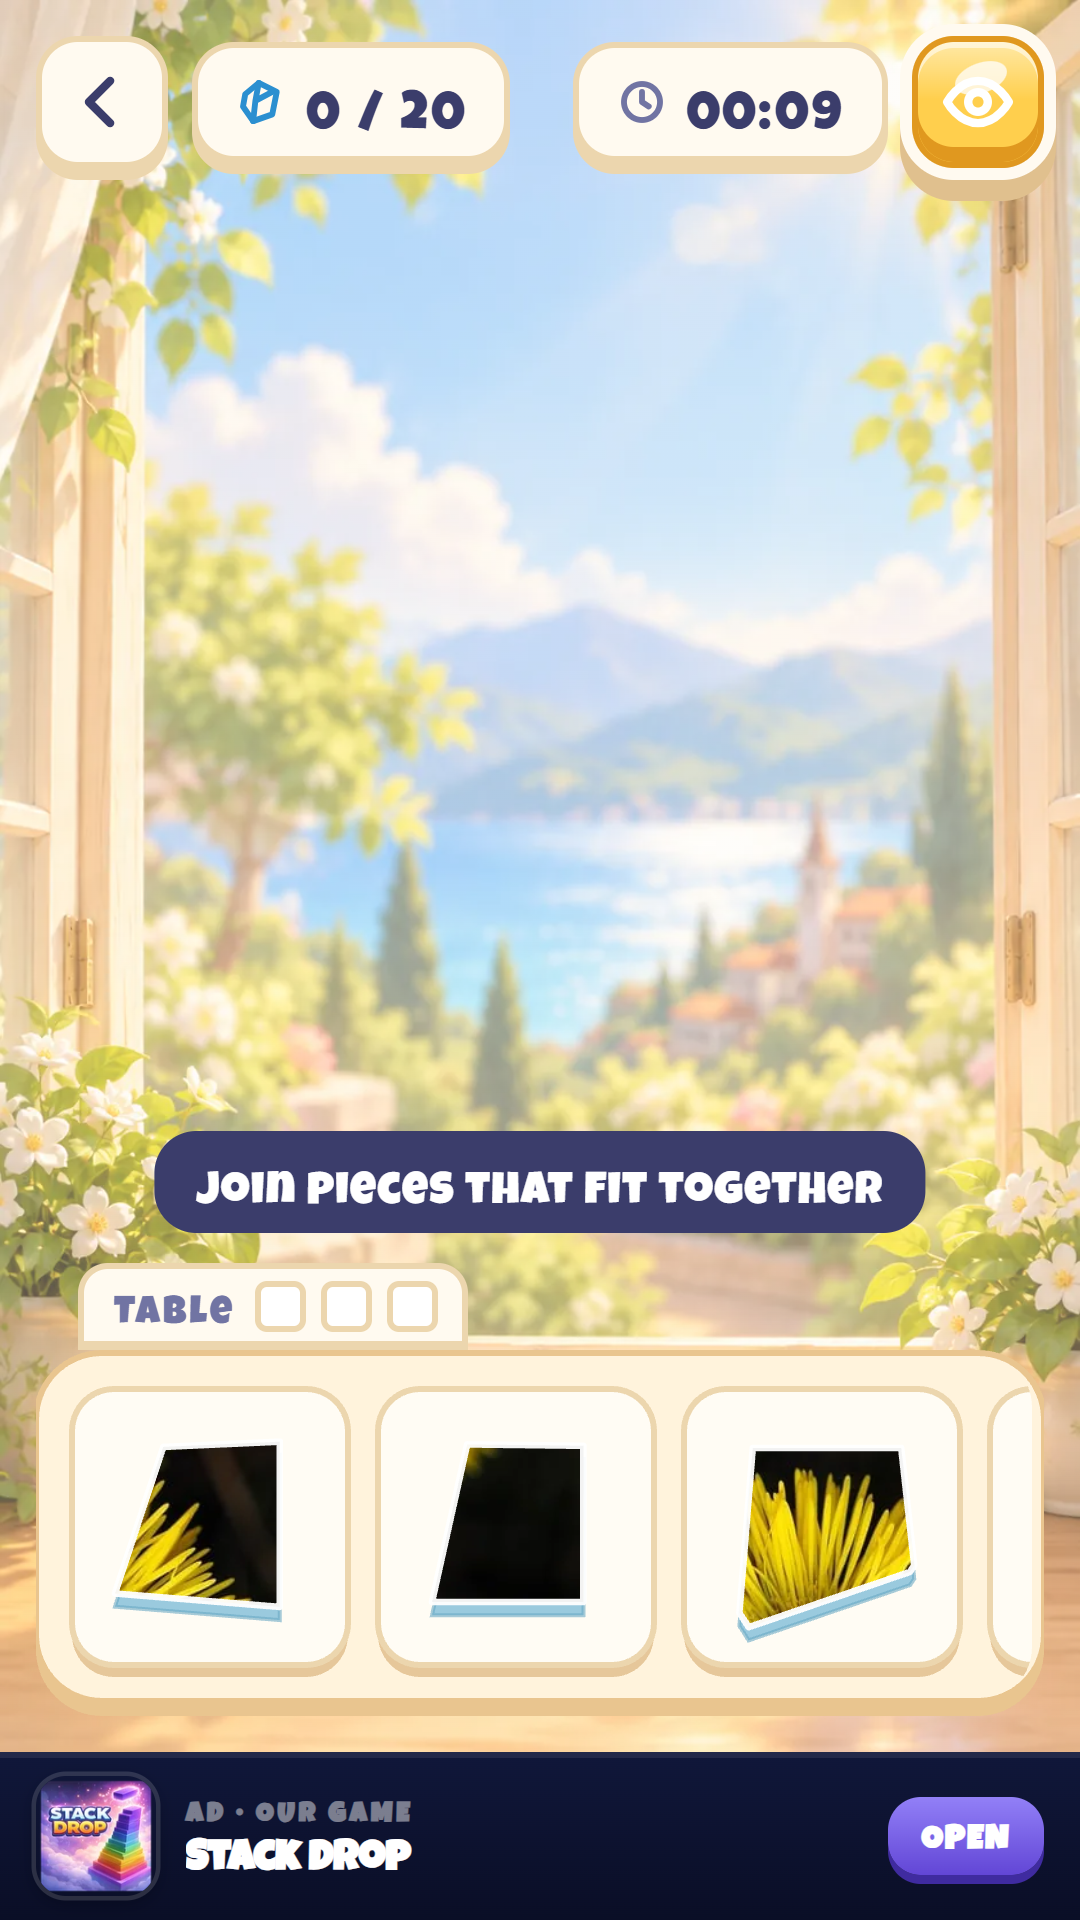 0 / 20
00:09
JOIN PIECES THAT FIT TOGETHER
TABLE
STACK
DROP
AD • OUR GAME
STACK DROP
OPEN